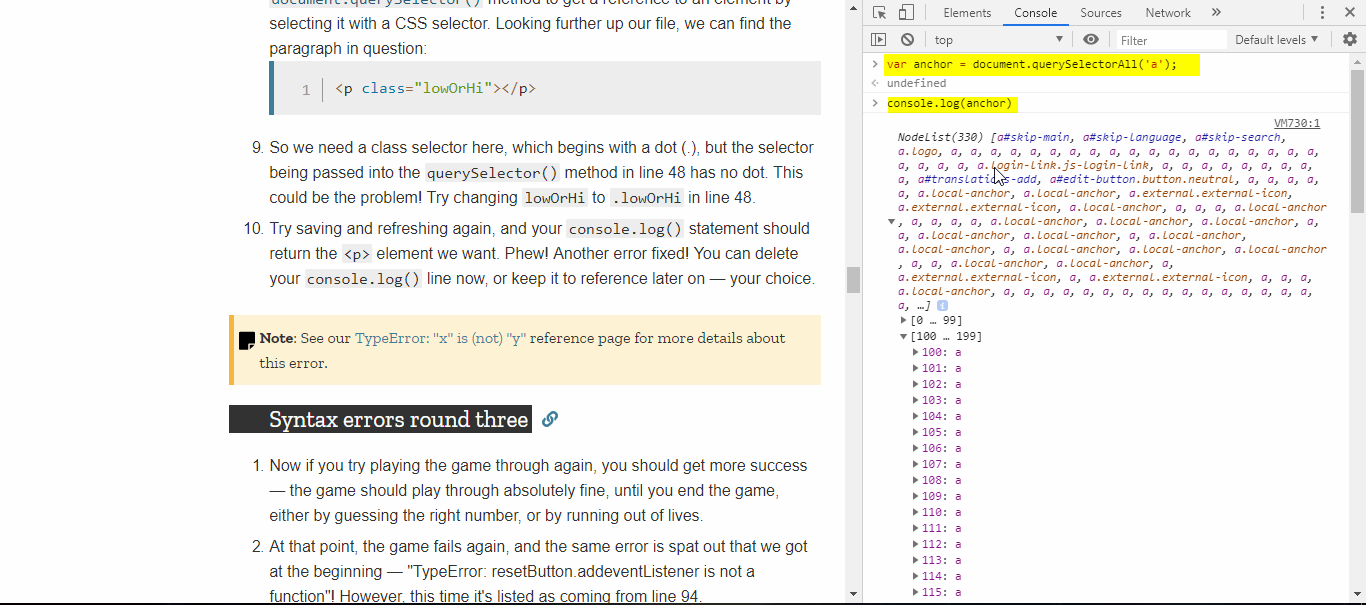 document.querySelector() method to get a reference to an element by
selecting it with a CSS selector. Looking further up our file, we can find the
paragraph in question:
1 <p class="lowOrHi"></p>
9. So we need a class selector here, which begins with a dot (.), but the selector
being passed into the querySelector() method in line 48 has no dot. This
could be the problem! Try changing lowOrHi to .lowOrHi in line 48.
10. Try saving and refreshing again, and your console.log() statement should
return the <p> element we want. Phew! Another error fixed! You can delete
your console.log() line now, or keep it to reference later on — your choice.
Note: See our TypeError: "x" is (not) "y" reference page for more details about
this error.
Syntax errors round three
1. Now if you try playing the game through again, you should get more success
— the game should play through absolutely fine, until you end the game,
either by guessing the right number, or by running out of lives.
2. At that point, the game fails again, and the same error is spat out that we got
at the beginning — "TypeError: resetButton.addeventListener is not a
function"! However, this time it's listed as coming from line 94.
Elements Console Sources Network »
top Filter Default levels
> var anchor = document.querySelectorAll('a');
undefined
> console.log(anchor)
VM730:1
NodeList(330) [a#skip-main, a#skip-language, a#skip-search,
a.logo, a, a, a, a, a, a, a, a, a, a, a, a, a, a, a, a, a, a, a,
a, a, a, a, a.login-link.js-login-link, a, a, a, a, a, a, a, a,
a, a#translations-add, a#edit-button.button.neutral, a, a, a, a,
a, a.local-anchor, a.local-anchor, a.external.external-icon,
a.external.external-icon, a.local-anchor, a, a, a, a.local-anchor
, a, a, a, a, a.local-anchor, a.local-anchor, a.local-anchor, a,
a, a.local-anchor, a.local-anchor, a.local-anchor,
a.local-anchor, a, a, a.local-anchor, a.local-anchor, a.local-anchor
, a, a, a.local-anchor, a.local-anchor, a,
a.external.external-icon, a, a.external.external-icon, a, a, a,
a.local-anchor, a, a, a, a, a, a, a, a, a, a, a, a, a, a, a, a,
a, …] i
[0 … 99]
[100 … 199]
100: a
101: a
102: a
103: a
104: a
105: a
106: a
107: a
108: a
109: a
110: a
111: a
112: a
113: a
114: a
115: a